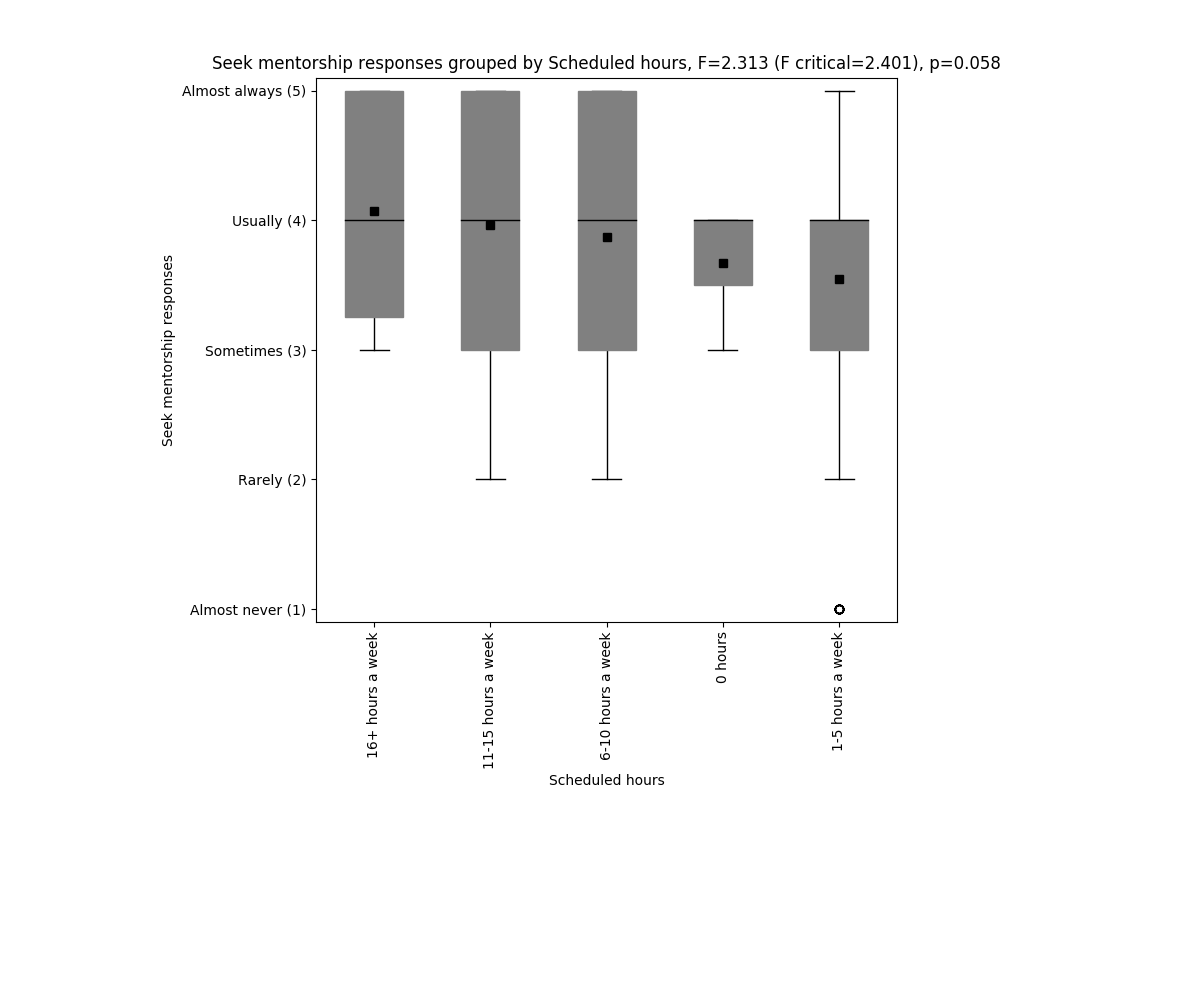 Seek mentorship responses grouped by Scheduled hours, F=2.313 (F critical=2.401), p=0.058
Almost always (5)
Usually (4)
Sometimes (3)
Rarely (2)
Almost never (1)
Seek mentorship responses
16+ hours a week
11-15 hours a week
6-10 hours a week
0 hours
1-5 hours a week
Scheduled hours